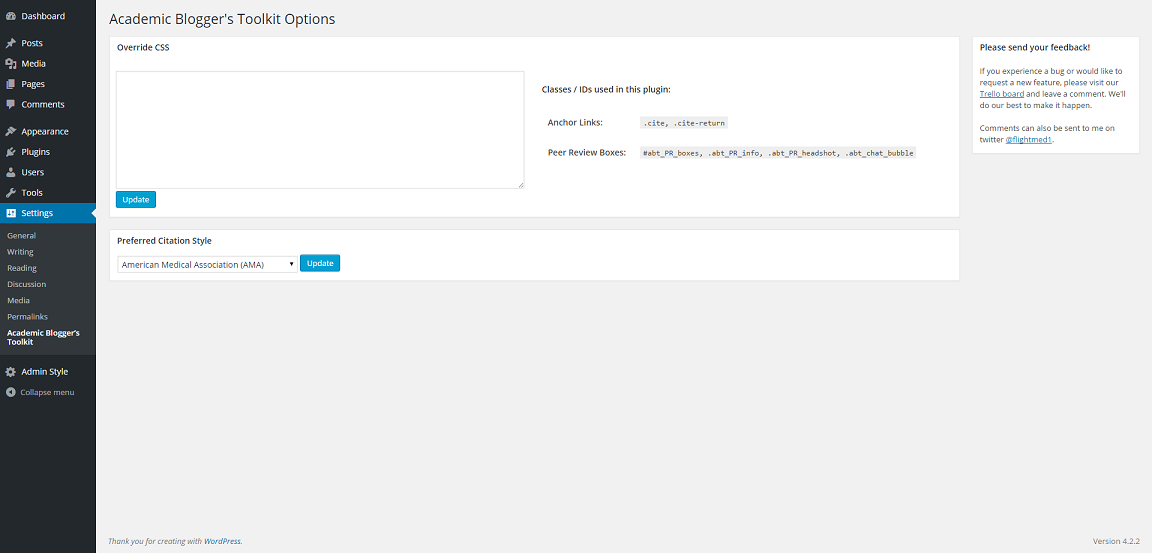 Dashboard
Posts
Media
Pages
Comments
Appearance
Plugins
Users
Tools
Settings
General
Writing
Reading
Discussion
Media
Permalinks
Academic Blogger's
Toolkit
Admin Style
Collapse menu
Academic Blogger's Toolkit Options
Override CSS
Update
Classes / IDs used in this plugin:
Anchor Links: .cite, .cite-return
Peer Review Boxes: #abt_PR_boxes, .abt_PR_info, .abt_PR_headshot, .abt_chat_bubble
Preferred Citation Style
American Medical Association (AMA) Update
Please send your feedback!
If you experience a bug or would like to
request a new feature, please visit our
Trello board and leave a comment. We'll
do our best to make it happen.
Comments can also be sent to me on
twitter @flightmed1.
Thank you for creating with WordPress.
Version 4.2.2